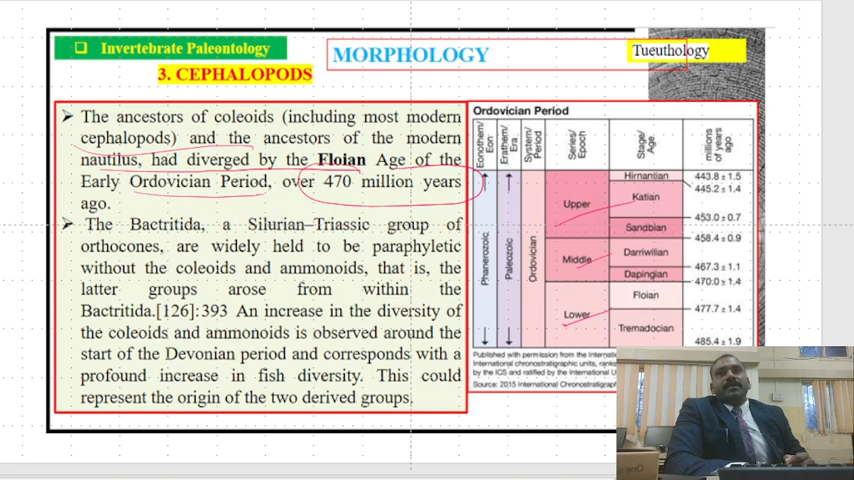 Invertebrate Paleontology
MORPHOLOGY
Tueuthology
3. CEPHALOPODS
The ancestors of coleoids (including most modern
cephalopods) and the ancestors of the modern
nautilus, had diverged by the Floian Age of the
Early Ordovician Period, over 470 million years
ago.
The Bactritida, a Silurian–Triassic group of
orthocones, are widely held to be paraphyletic
without the coleoids and ammonoids, that is, the
latter groups arose from within the
Bactritida.[126]:393 An increase in the diversity of
the coleoids and ammonoids is observed around the
start of the Devonian period and corresponds with a
profound increase in fish diversity. This could
represent the origin of the two derived groups.
Ordovician Period
Eonothem/
Eon
Erathem/
Era
System/
Period
Series/
Epoch
Stage/
Age
millions
of years
ago
Phanerozoic
Paleozoic
Ordovician
Upper
Middle
Lower
Hirnantian
Katian
Sandbian
Darriwilian
Dapingian
Floian
Tremadocian
443.8 ± 1.5
445.2 ± 1.4
453.0 ± 0.7
458.4 ± 0.9
467.3 ± 1.1
470.0 ± 1.4
477.7 ± 1.4
485.4 ± 1.9
Published with permission from the
International chronostratigraphic units, ranks
by the ICS and ratified by the International
Source: 2015 International